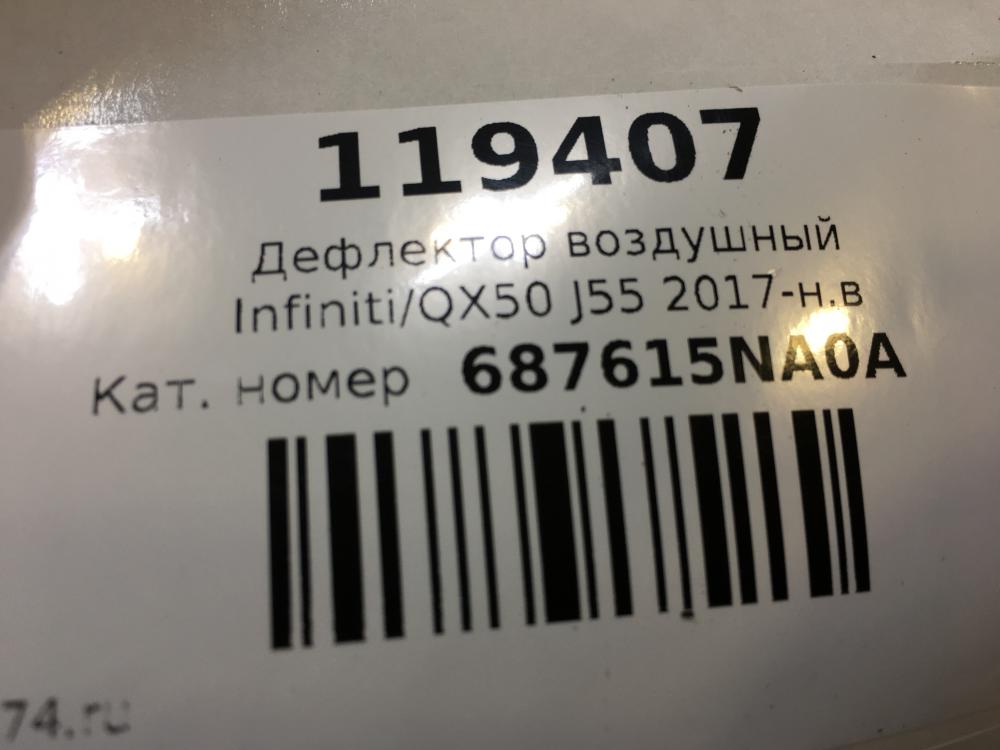 119407
Дефлектор воздушный
Infiniti/QX50 J55 2017-н.в
Кат. номер 687615NA0A
74.ru